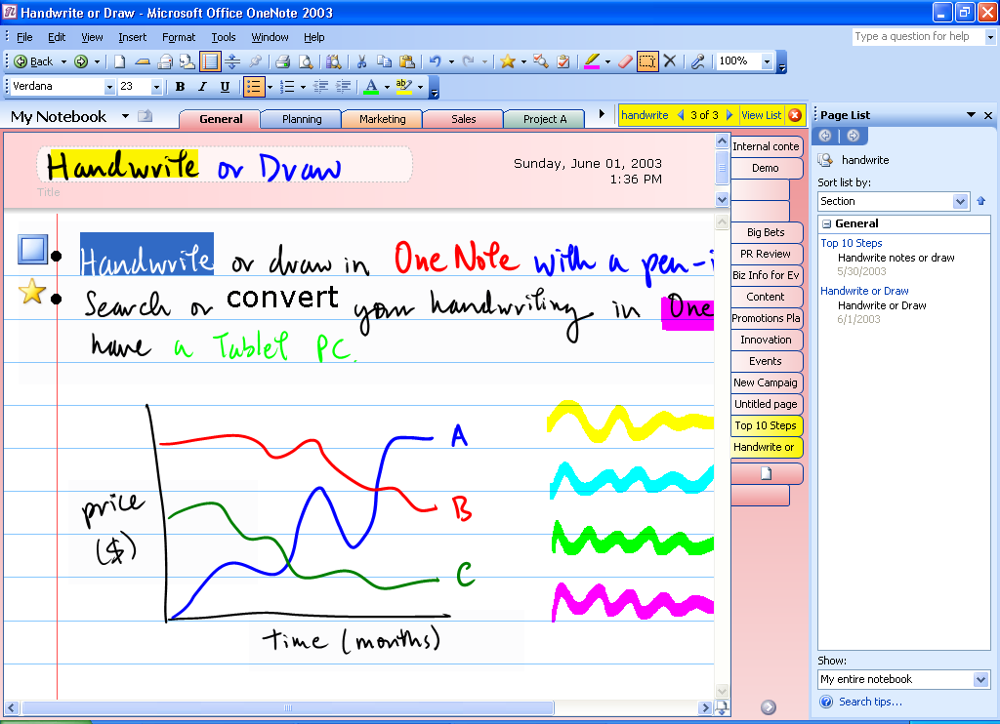 Handwrite or Draw - Microsoft Office OneNote 2003
File Edit View Insert Format Tools Window Help
Type a question for help
Back
100%
Verdana 23 B I U A ab
My Notebook
General Planning Marketing Sales Project A
handwrite 3 of 3 View List
Page List
Handwrite or Draw
Title
Sunday, June 01, 2003
1:36 PM
Handwrite or draw in One Note with a pen-i
Search or convert your handwriting in One
have a Tablet PC.
price
($)
A
B
C
Time (months)
Internal conte
Demo
Big Bets
PR Review
Biz Info for Ev
Content
Promotions Pla
Innovation
Events
New Campaig
Untitled page
Top 10 Steps
Handwrite or
handwrite
Sort list by:
Section
General
Top 10 Steps
Handwrite notes or draw
5/30/2003
Handwrite or Draw
Handwrite or Draw
6/1/2003
Show:
My entire notebook
Search tips...